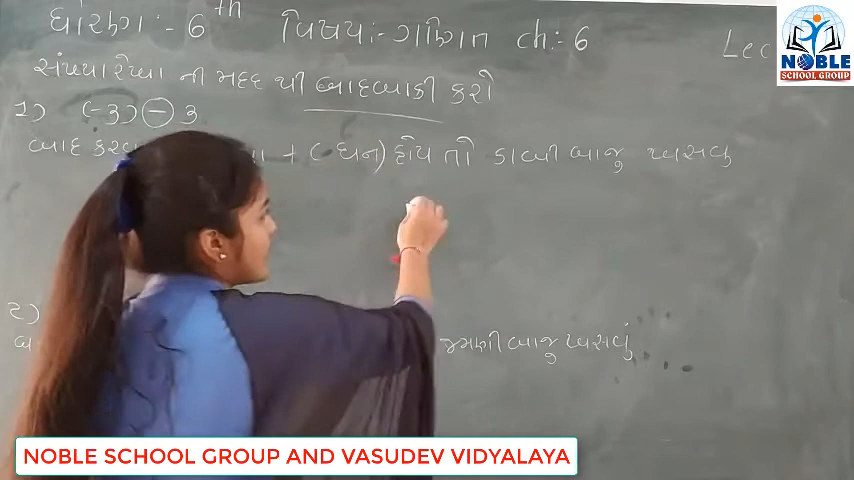 ધોરણ :- 6th વિષય:- ગણિત ch:- 6 Lec
NOBLE
SCHOOL GROUP
સંખ્યારેખા ની મદદ થી બાદબાકી કરો
1) (-3) - 3
બાદ + (ધન) હોય તો ડાબી બાજુ ખસવું
2)
જમણી બાજુ ખસવું
NOBLE SCHOOL GROUP AND VASUDEV VIDYALAYA